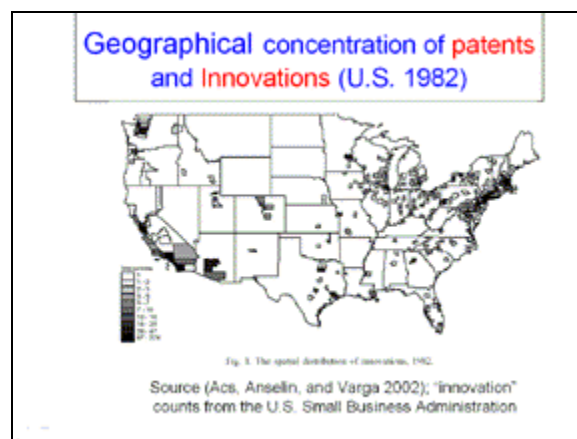 Geographical concentration of patents
and Innovations (U.S. 1982)
Fig. 3. The spatial distribution of innovations, 1982.
Source (Acs, Anselin, and Varga 2002); "innovation"
counts from the U.S. Small Business Administration